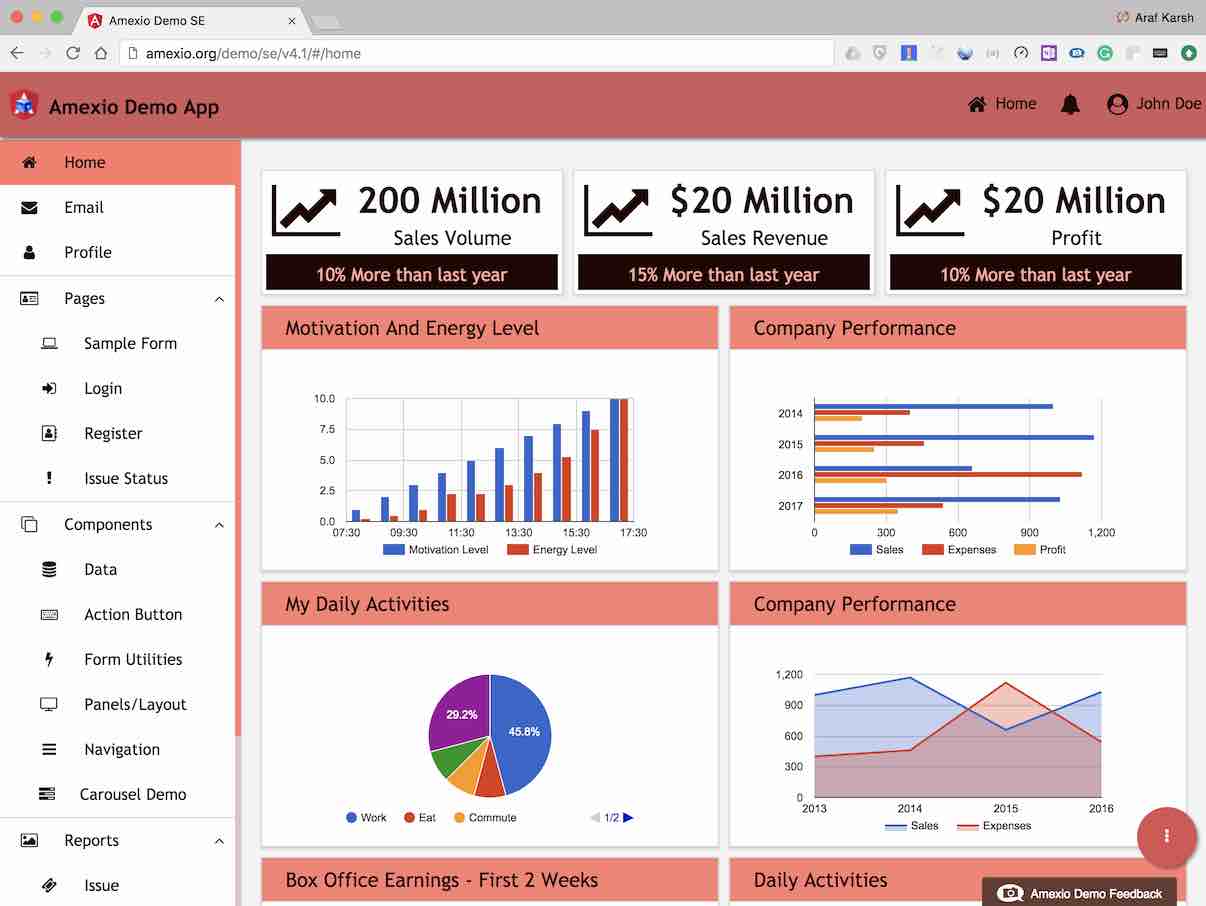 Amexio Demo SE
Araf Karsh
amexio.org/demo/se/v4.1/#/home
Amexio Demo App
Home
John Doe
Home
Email
Profile
Pages
Sample Form
Login
Register
Issue Status
Components
Data
Action Button
Form Utilities
Panels/Layout
Navigation
Carousel Demo
Reports
Issue
200 Million
Sales Volume
10% More than last year
$20 Million
Sales Revenue
15% More than last year
$20 Million
Profit
10% More than last year
Motivation And Energy Level
10.0
7.5
5.0
2.5
0.0
07:30 09:30 11:30 13:30 15:30 17:30
Motivation Level Energy Level
Company Performance
2014
2015
2016
2017
0 300 600 900 1,200
Sales Expenses Profit
My Daily Activities
29.2%
45.8%
Work Eat Commute 1/2
Company Performance
1,200
900
600
300
0
2013 2014 2015 2016
Sales Expenses
Box Office Earnings - First 2 Weeks
Daily Activities
Amexio Demo Feedback